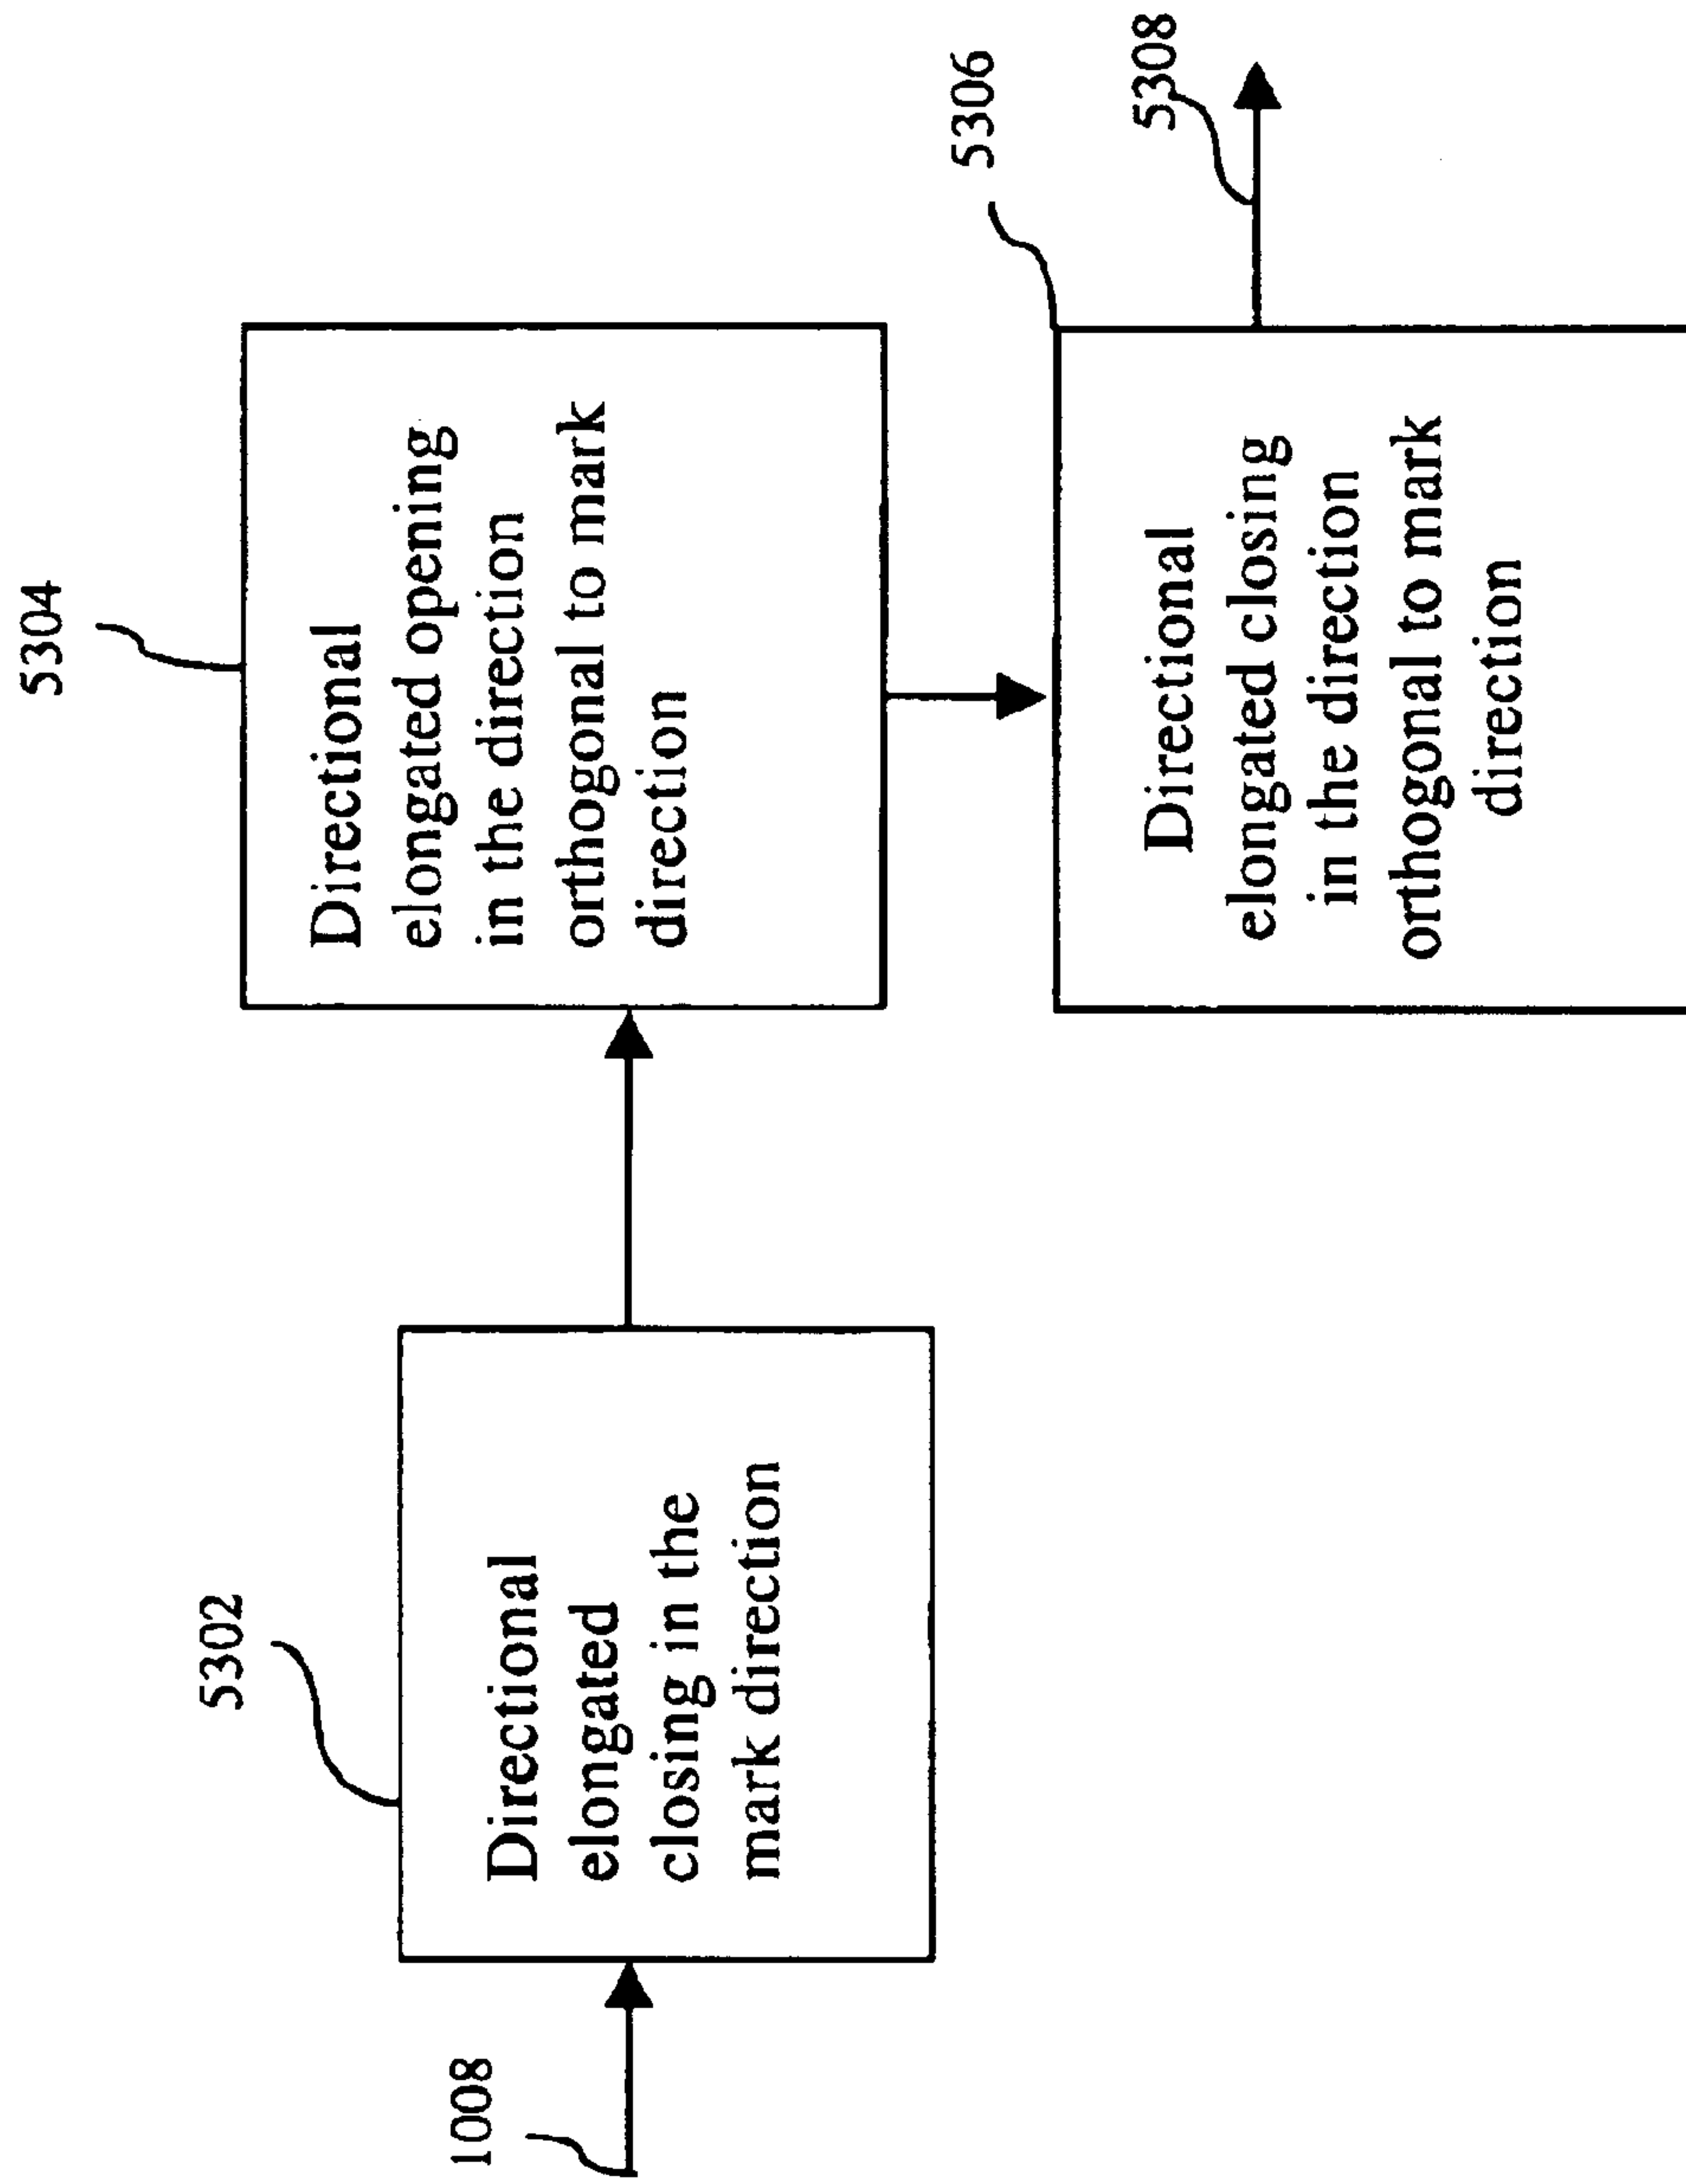 5304
Directional
elongated opening
in the direction
orthogonal to mark
direction
5302
Directional
elongated
closing in the
mark direction
1008
5306
5308
Directional
elongated closing
in the direction
orthogonal to mark
direction